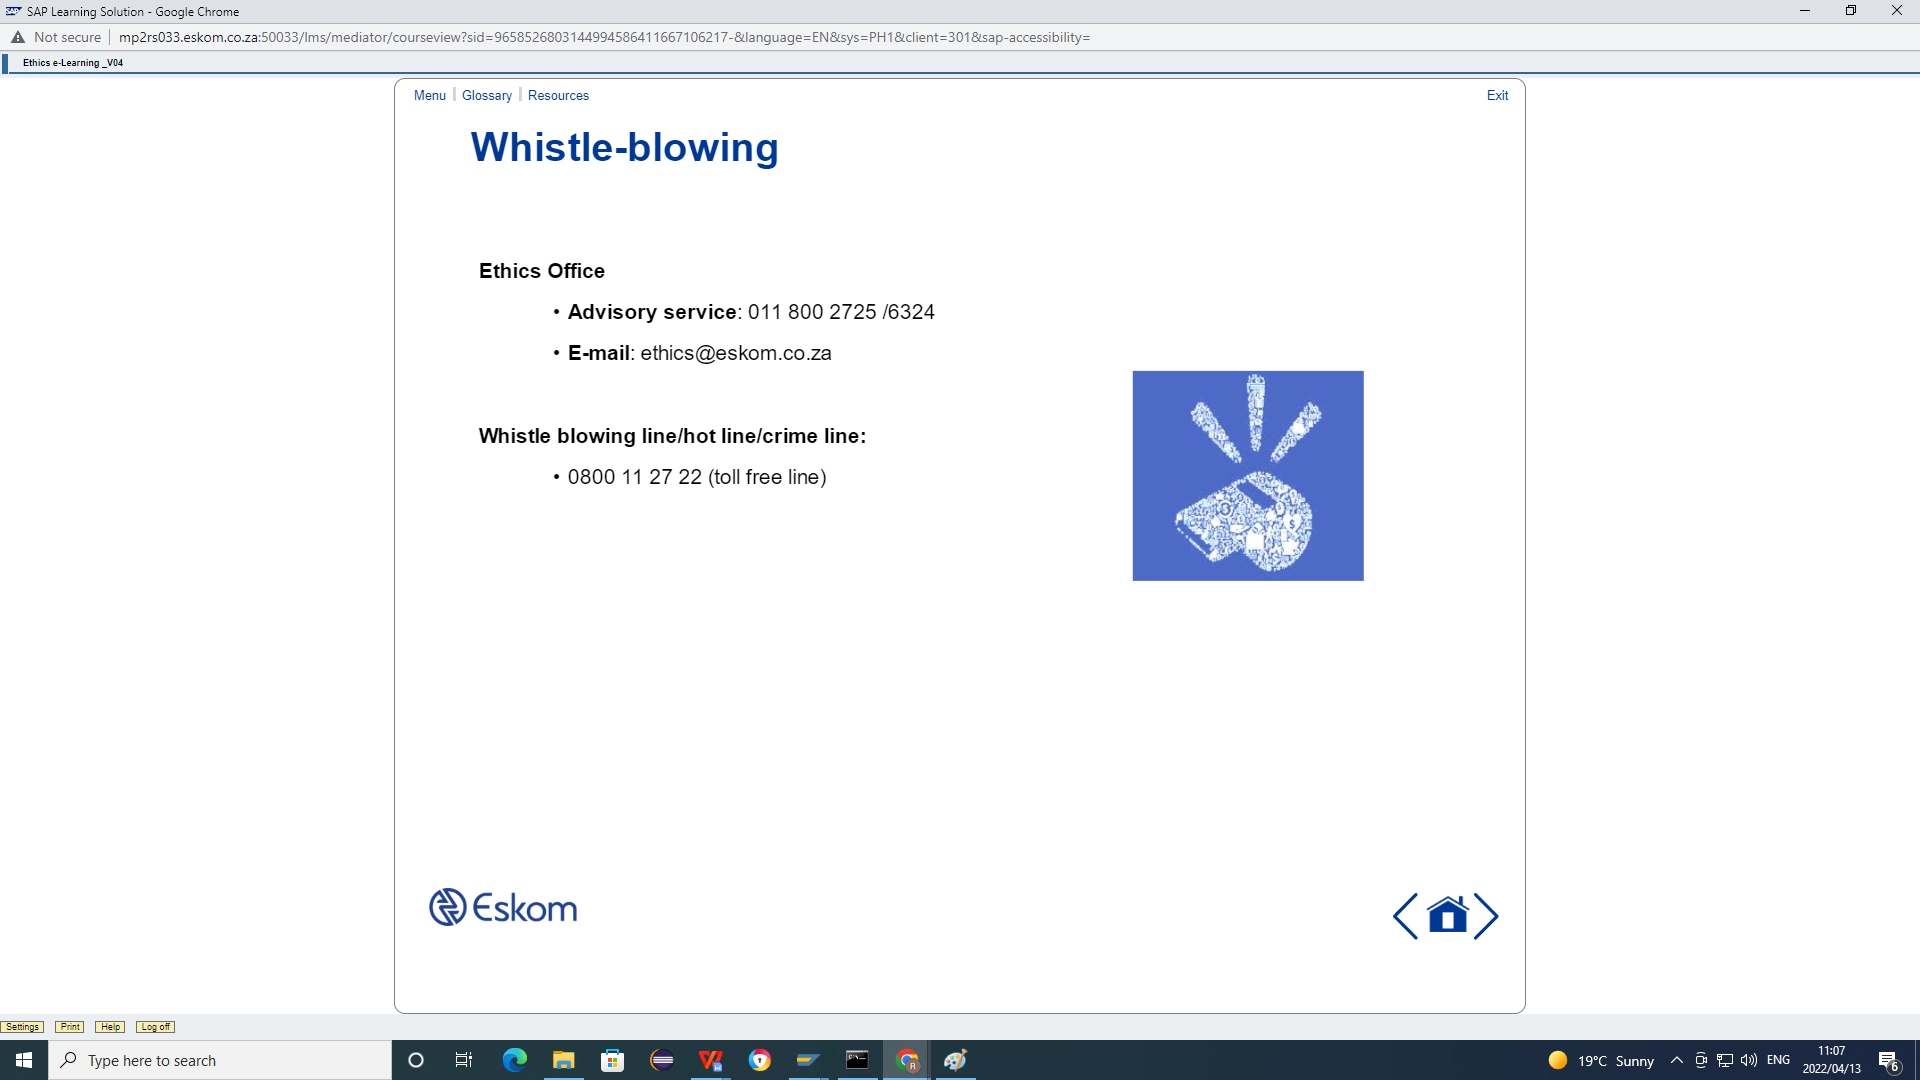 SAP Learning Solution - Google Chrome
Not secure | mp2rs033.eskom.co.za:50033/lms/mediator/courseview?sid=96585268031449945864116671062​17-&language=EN&sys=PH1&client=301&sap-accessibility=
Ethics e-Learning _V04
Menu | Glossary | Resources Exit
Whistle-blowing
Ethics Office
• Advisory service: 011 800 2725 /6324
• E-mail: ethics@eskom.co.za
Whistle blowing line/hot line/crime line:
• 0800 11 27 22 (toll free line)
Eskom
Settings Print Help Log off
Type here to search
19°C Sunny ENG
11:07
2022/04/13
6